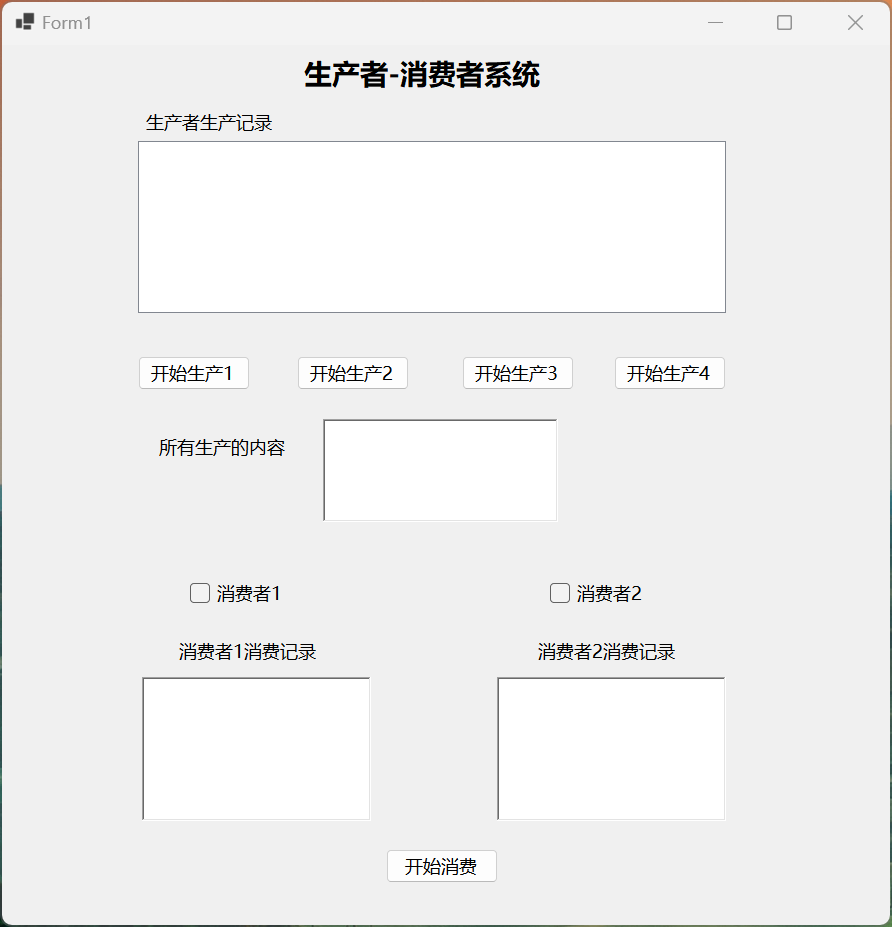 Form1
生产者-消费者系统
生产者生产记录
开始生产1 开始生产2 开始生产3 开始生产4
所有生产的内容
消费者1 消费者2
消费者1消费记录 消费者2消费记录
开始消费